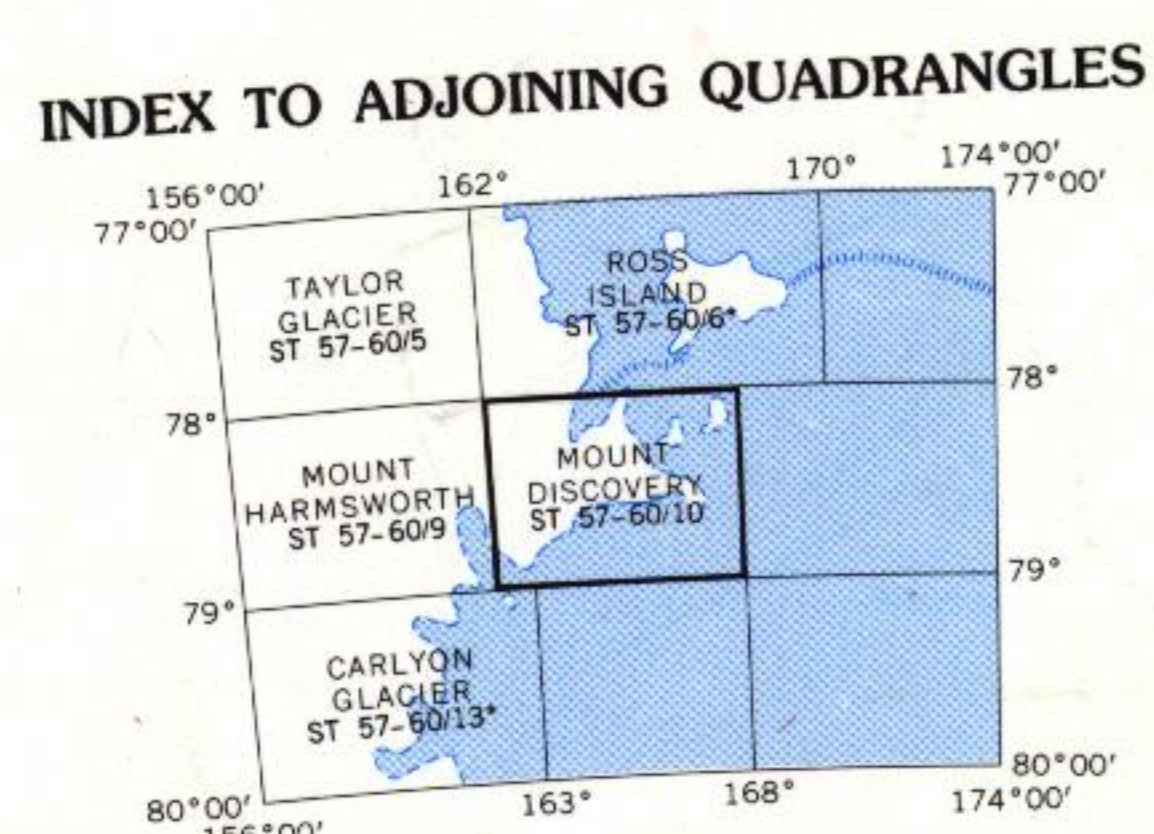 INDEX TO ADJOINING QUADRANGLES
156°00' 162° 170° 174°00'
77°00' 77°00'
TAYLOR
GLACIER
ST 57-60/5
ROSS
ISLAND
ST 57-60/6*
78° 78°
MOUNT
HARMSWORTH
ST 57-60/9
MOUNT
DISCOVERY
ST 57-60/10
79° 79°
CARLYON
GLACIER
ST 57-60/13*
80°00' 80°00'
156°00' 163° 168° 174°00'